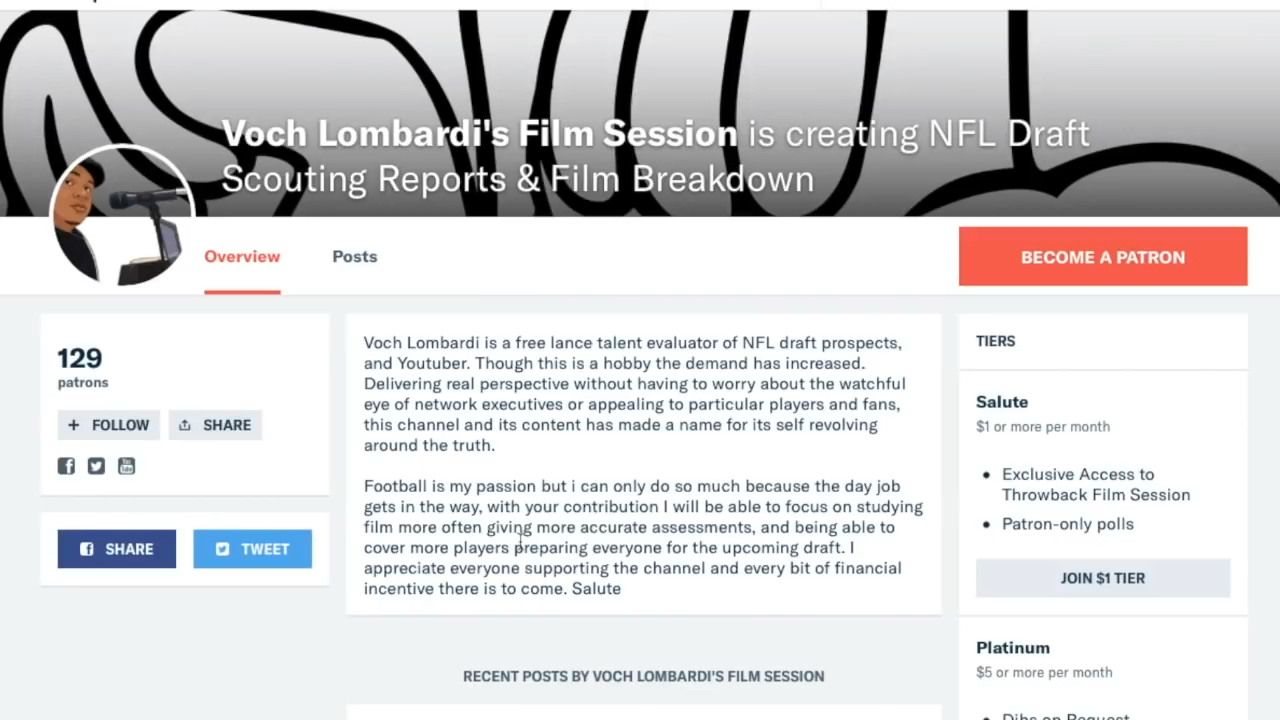 Voch Lombardi's Film Session is creating NFL Draft
Scouting Reports & Film Breakdown
Overview
Posts
BECOME A PATRON
129
patrons
+ FOLLOW
SHARE
SHARE
TWEET
Voch Lombardi is a free lance talent evaluator of NFL draft prospects,
and Youtuber. Though this is a hobby the demand has increased.
Delivering real perspective without having to worry about the watchful
eye of network executives or appealing to particular players and fans,
this channel and its content has made a name for its self revolving
around the truth.
Football is my passion but i can only do so much because the day job
gets in the way, with your contribution I will be able to focus on studying
film more often giving more accurate assessments, and being able to
cover more players preparing everyone for the upcoming draft. I
appreciate everyone supporting the channel and every bit of financial
incentive there is to come. Salute
RECENT POSTS BY VOCH LOMBARDI'S FILM SESSION
TIERS
Salute
$1 or more per month
• Exclusive Access to
Throwback Film Session
• Patron-only polls
JOIN $1 TIER
Platinum
$5 or more per month
• Dibs on Request